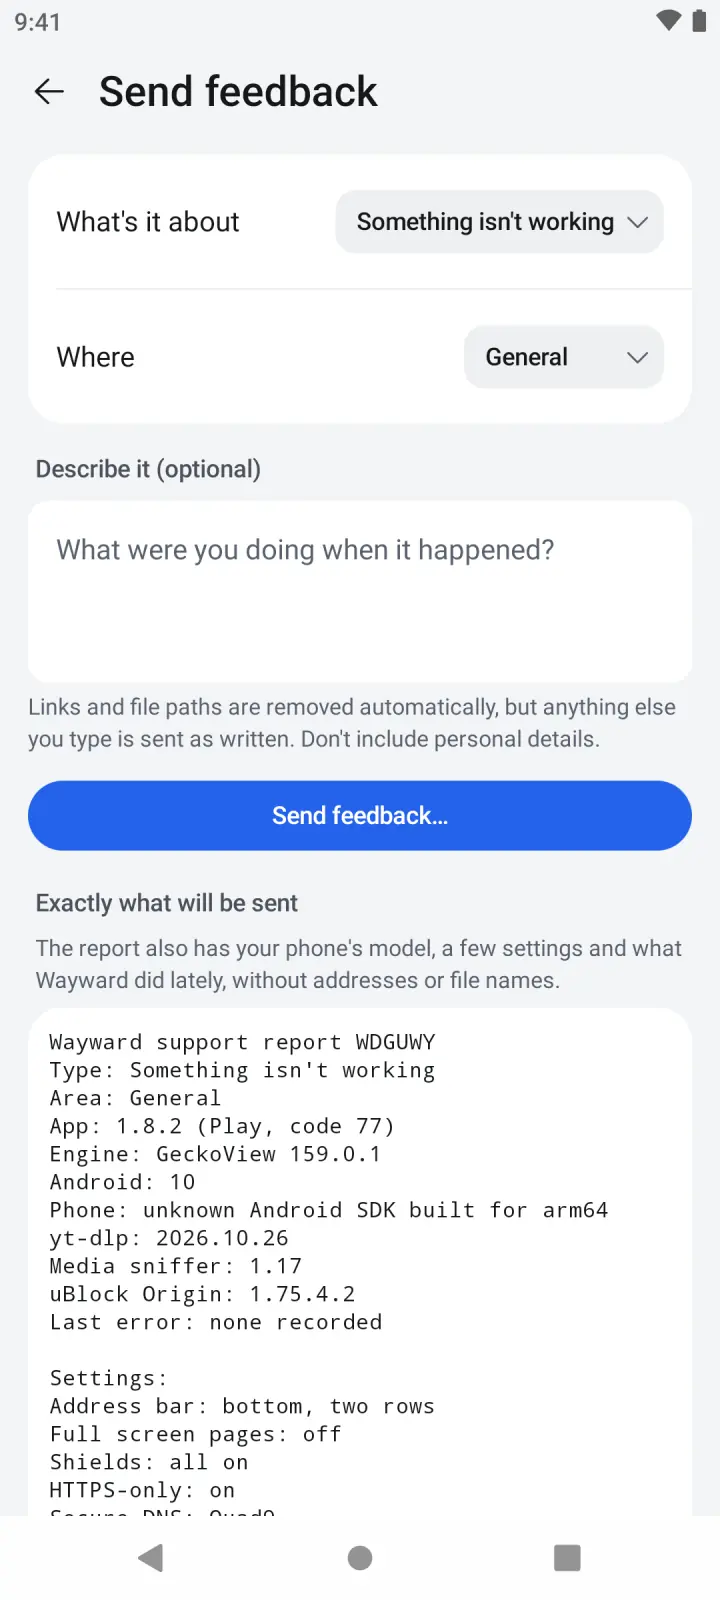 9:41
Send feedback
What's it about
Something isn't working
Where
General
Describe it (optional)
What were you doing when it happened?
Links and file paths are removed automatically, but anything else
you type is sent as written. Don't include personal details.
Send feedback…
Exactly what will be sent
The report also has your phone's model, a few settings and what
Wayward did lately, without addresses or file names.
Wayward support report WDGUWY
Type: Something isn't working
Area: General
App: 1.8.2 (Play, code 77)
Engine: GeckoView 159.0.1
Android: 10
Phone: unknown Android SDK built for arm64
yt-dlp: 2026.10.26
Media sniffer: 1.17
uBlock Origin: 1.75.4.2
Last error: none recorded
Settings:
Address bar: bottom, two rows
Full screen pages: off
Shields: all on
HTTPS-only: on
Secure DNS: Quad9